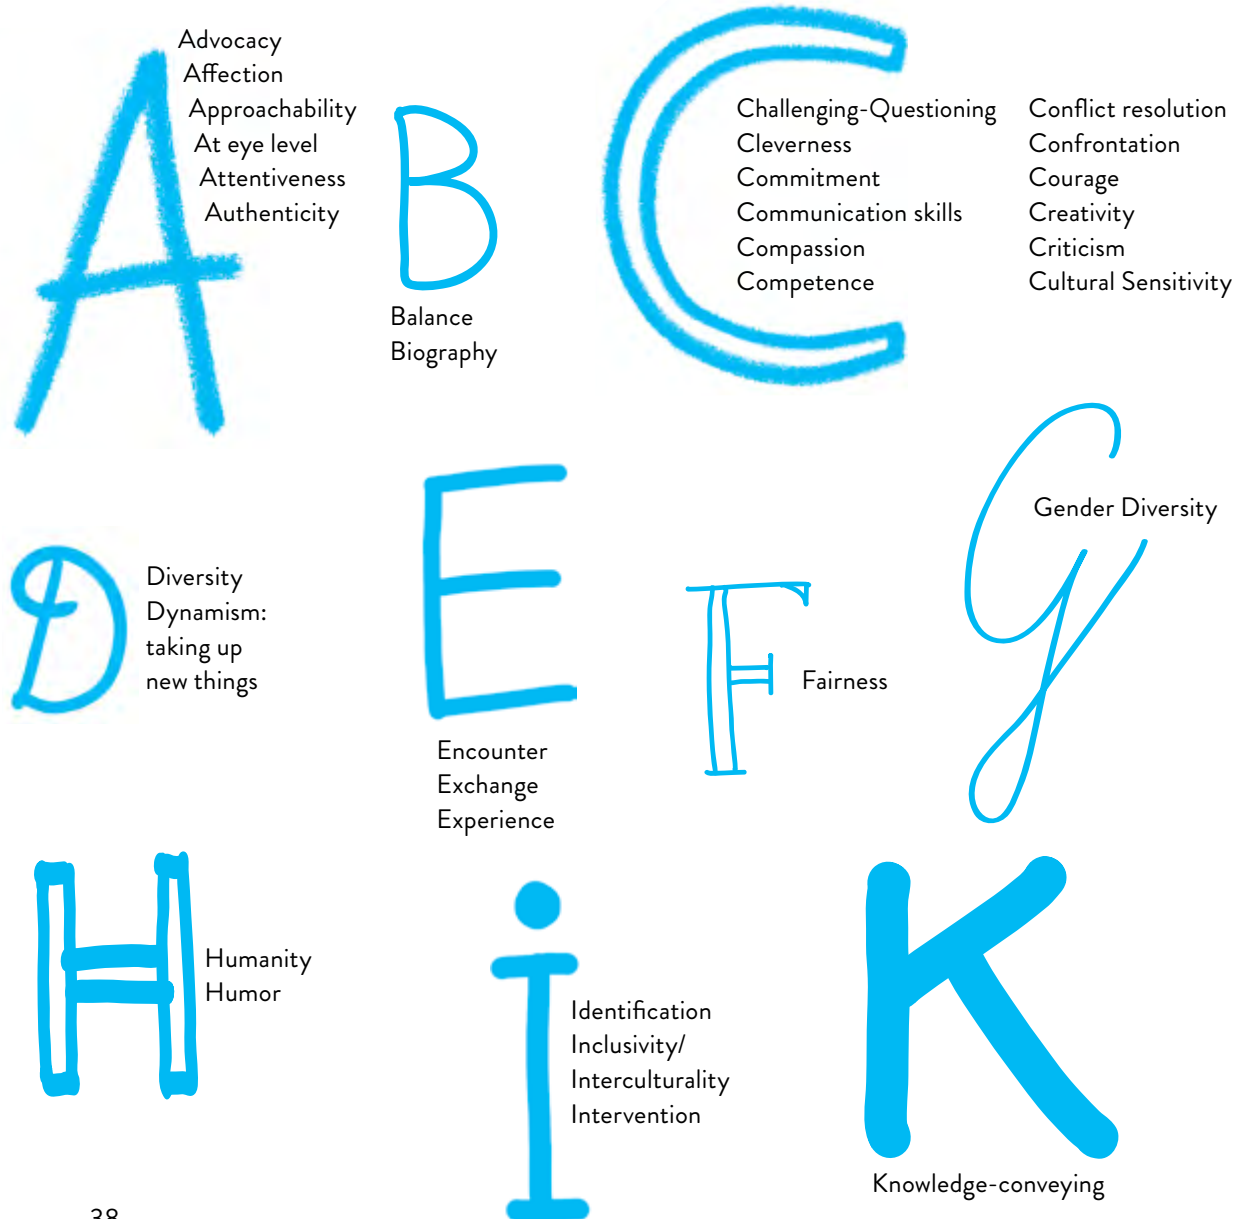 A
Advocacy
Affection
Approachability
At eye level
Attentiveness
Authenticity
B
Balance
Biography
C
Challenging-Questioning
Cleverness
Commitment
Communication skills
Compassion
Competence
Conflict resolution
Confrontation
Courage
Creativity
Criticism
Cultural Sensitivity
D
Diversity
Dynamism:
taking up
new things
E
Encounter
Exchange
Experience
F
Fairness
G
Gender Diversity
H
Humanity
Humor
i
Identification
Inclusivity/
Interculturality
Intervention
K
Knowledge-conveying
38